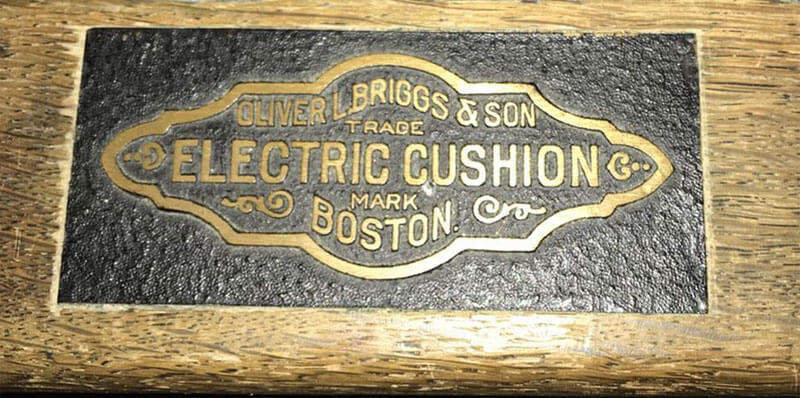 OLIVER L. BRIGGS & SON
TRADE
ELECTRIC CUSHION
MARK
BOSTON.